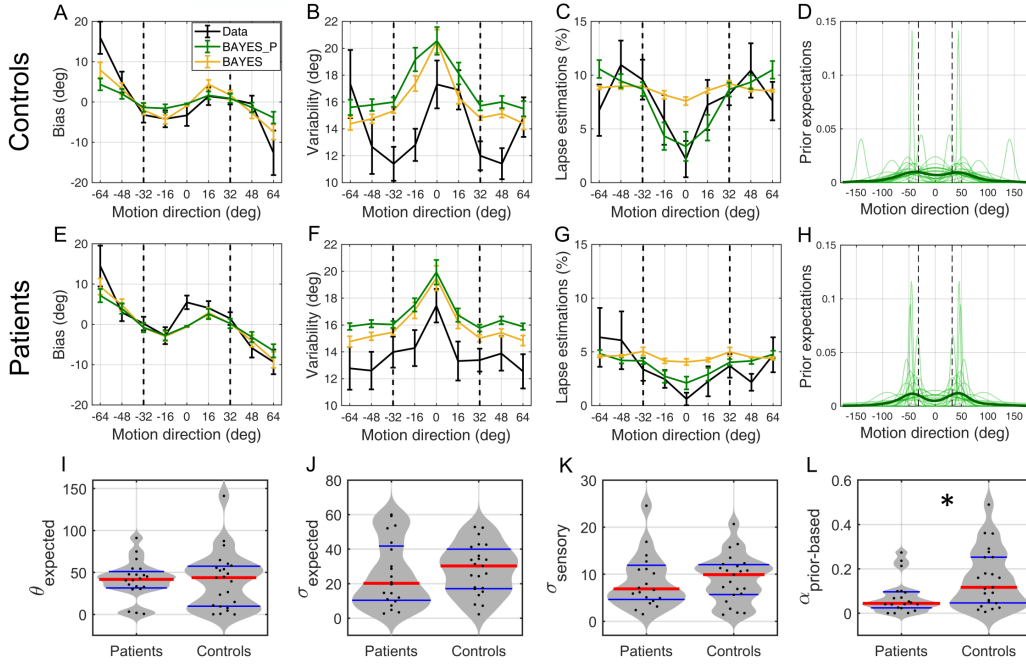 Controls
A
Bias (deg)
20
10
0
-10
-20
-64 -48 -32 -16 0 16 32 48 64
Motion direction (deg)
Data
BAYES_P
BAYES
B
Variability (deg)
22
20
18
16
14
12
10
-64 -48 -32 -16 0 16 32 48 64
Motion direction (deg)
C
Lapse estimations (%)
15
10
5
0
-64 -48 -32 -16 0 16 32 48 64
Motion direction (deg)
D
Prior expectations
0.15
0.1
0.05
0
-150 -100 -50 0 50 100 150
Motion direction (deg)
Patients
E
Bias (deg)
20
10
0
-10
-20
-64 -48 -32 -16 0 16 32 48 64
Motion direction (deg)
F
Variability (deg)
22
20
18
16
14
12
10
-64 -48 -32 -16 0 16 32 48 64
Motion direction (deg)
G
Lapse estimations (%)
15
10
5
0
-64 -48 -32 -16 0 16 32 48 64
Motion direction (deg)
H
Prior expectations
0.15
0.1
0.05
0
-150 -100 -50 0 50 100 150
Motion direction (deg)
I
θ expected
150
100
50
0
Patients Controls
J
σ expected
80
60
40
20
0
Patients Controls
K
σ sensory
30
20
10
0
Patients Controls
L
α prior-based
0.6
0.4
0.2
0
*
Patients Controls